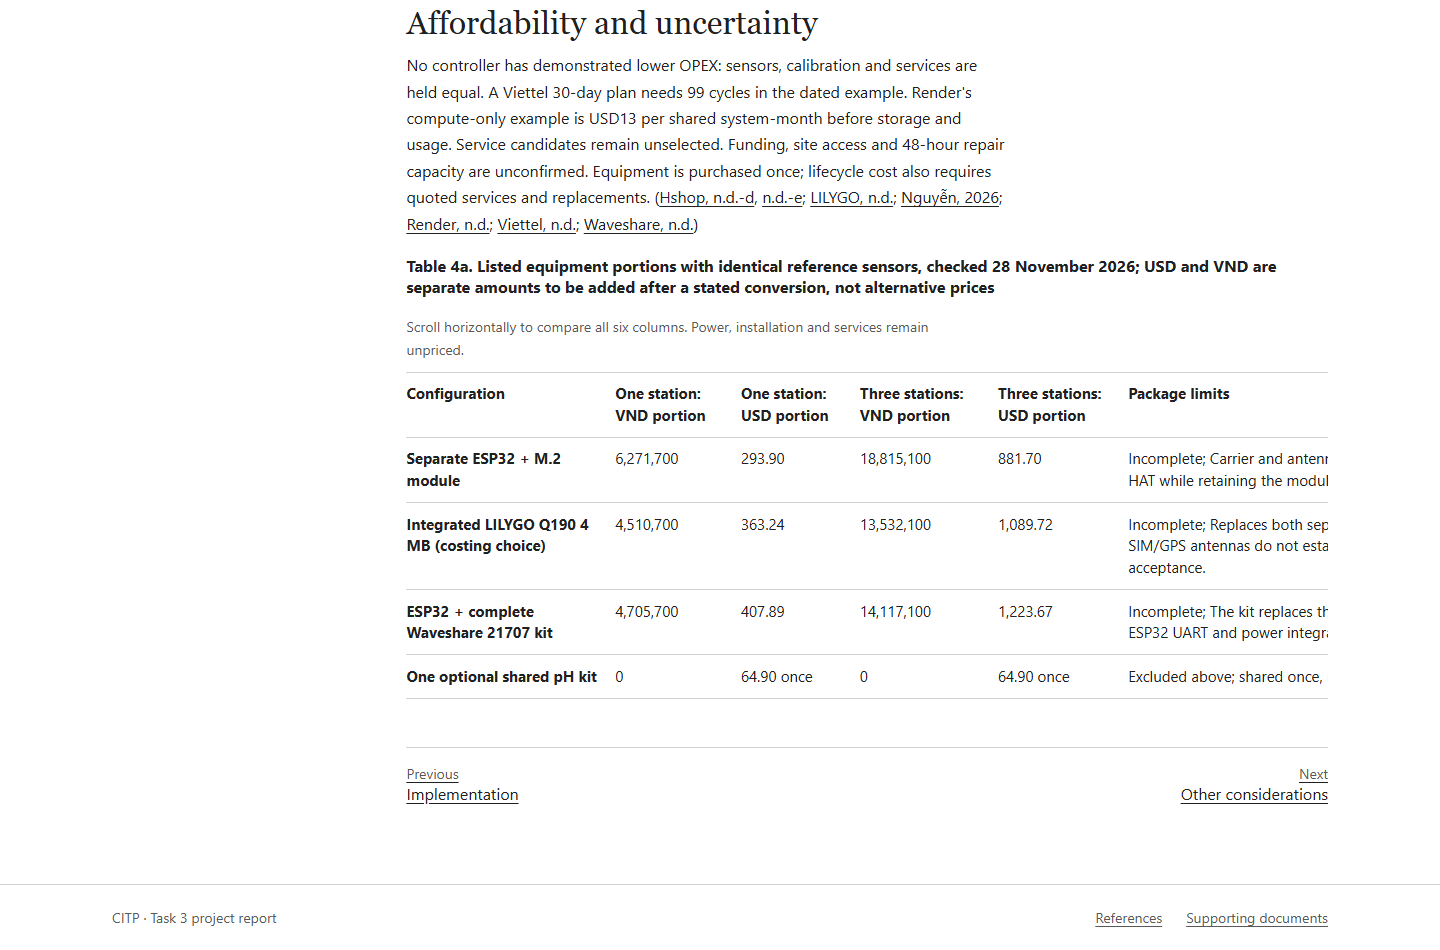 Affordability and uncertainty
No controller has demonstrated lower OPEX: sensors, calibration and services are
held equal. A Viettel 30-day plan needs 99 cycles in the dated example. Render's
compute-only example is USD13 per shared system-month before storage and
usage. Service candidates remain unselected. Funding, site access and 48-hour repair
capacity are unconfirmed. Equipment is purchased once; lifecycle cost also requires
quoted services and replacements. (Hshop, n.d.-d, n.d.-e; LILYGO, n.d.; Nguyễn, 2026;
Render, n.d.; Viettel, n.d.; Waveshare, n.d.)
Table 4a. Listed equipment portions with identical reference sensors, checked 28 November 2026; USD and VND are
separate amounts to be added after a stated conversion, not alternative prices
Scroll horizontally to compare all six columns. Power, installation and services remain
unpriced.
Configuration One station: One station: Three stations: Three stations: Package limits
VND portion USD portion VND portion USD portion
Separate ESP32 + M.2 6,271,700 293.90 18,815,100 881.70 Incomplete; Carrier and
module HAT while retaining the
Integrated LILYGO Q190 4 4,510,700 363.24 13,532,100 1,089.72 Incomplete; Replaces both
MB (costing choice) SIM/GPS antennas do not
acceptance.
ESP32 + complete 4,705,700 407.89 14,117,100 1,223.67 Incomplete; The kit replaces
Waveshare 21707 kit ESP32 UART and power
One optional shared pH kit 0 64.90 once 0 64.90 once Excluded above; shared once,
Previous Next
Implementation Other considerations
CITP · Task 3 project report References Supporting documents